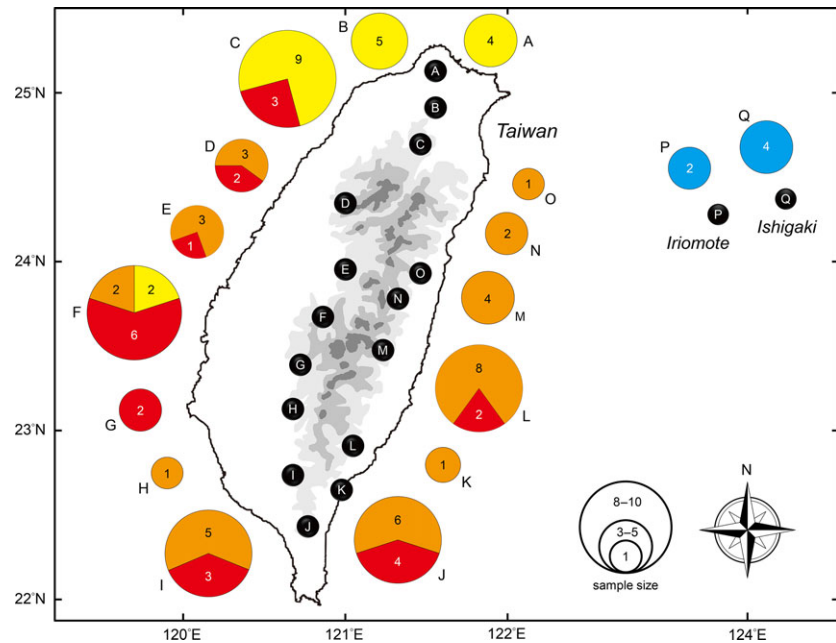 B
5
4
A
C
9
3
25°N
A
B
Taiwan
C
Q
4
P
2
D
3
2
1
O
D
Q
P
Ishigaki
Iriomote
E
3
1
2
N
24°N
E
O
N
4
M
F
2
2
6
F
M
G
8
2
L
G
2
H
23°N
L
1
K
H
1
I
K
N
J
8–10
3–5
1
sample size
5
3
I
6
4
J
22°N
120°E
121°E
122°E
124°E